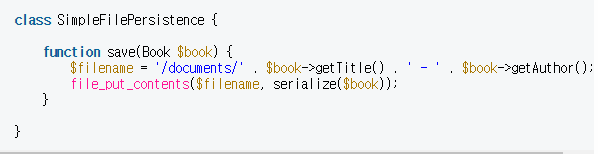 class SimpleFilePersistence {
function save(Book $book) {
$filename = '/documents/' . $book->getTitle() . ' - ' . $book->getAuthor();
file_put_contents($filename, serialize($book));
}
}